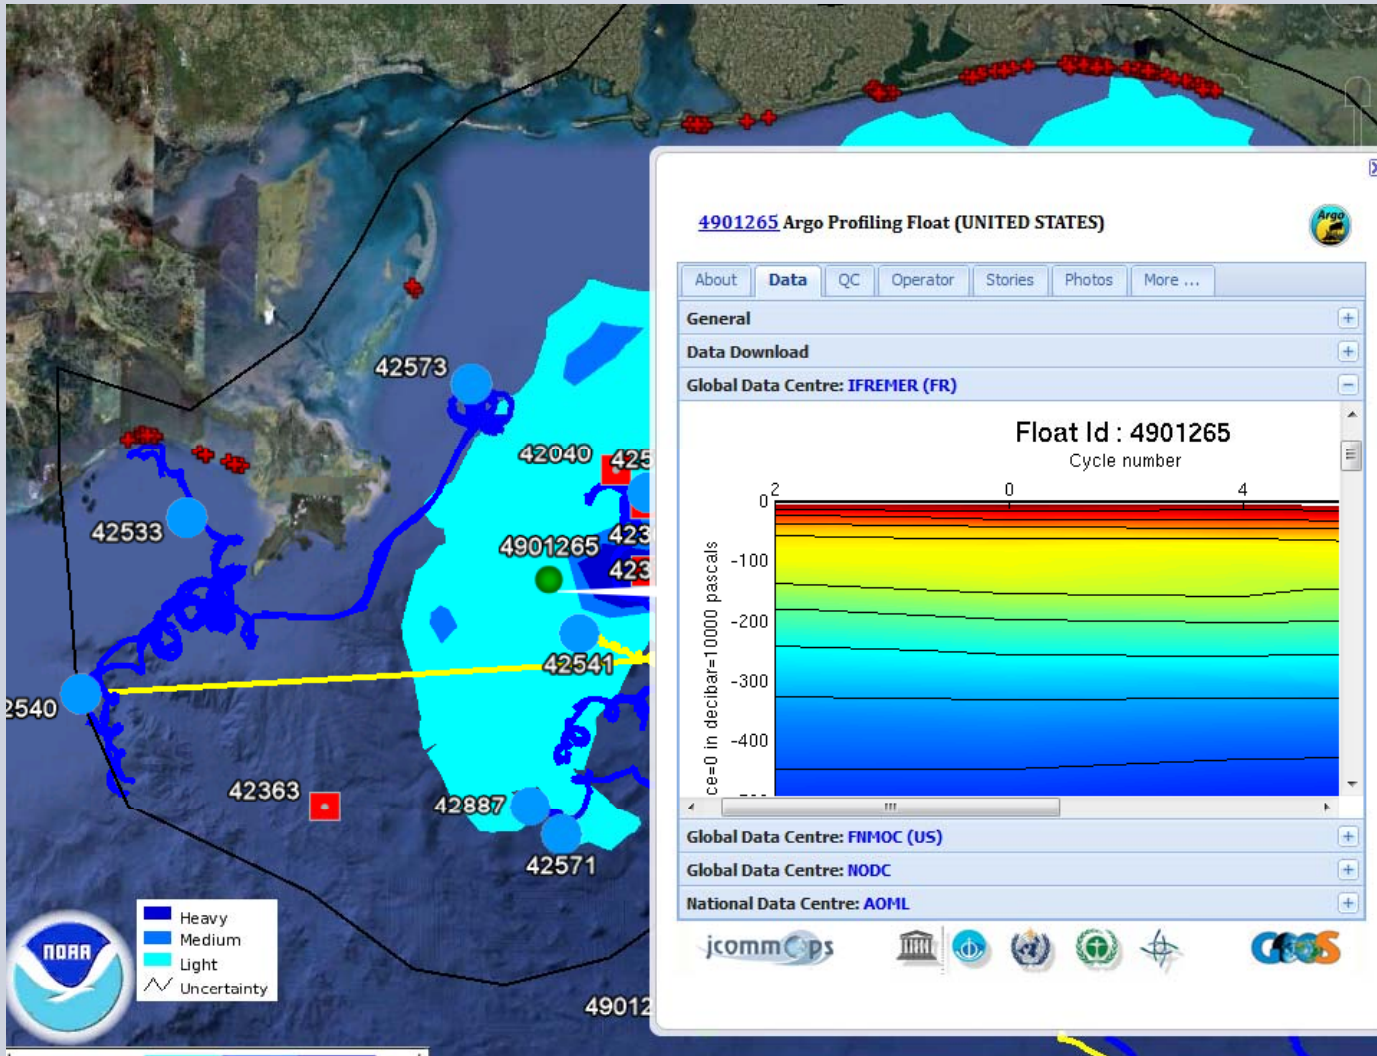 4901265 Argo Profiling Float (UNITED STATES)
Argo
About Data QC Operator Stories Photos More ...
General +
Data Download +
Global Data Centre: IFREMER (FR) −
Float Id : 4901265
Cycle number
2 0 4
0
-100
-200
-300
-400
ce=0 in decibar=10000 pascals
Global Data Centre: FNMOC (US) +
Global Data Centre: NODC +
National Data Centre: AOML +
jcommOps
GOOS
42573
42040
42533
4901265
42541
2540
42363
42887
42571
49012
425
423
423
NOAA
Heavy
Medium
Light
Uncertainty